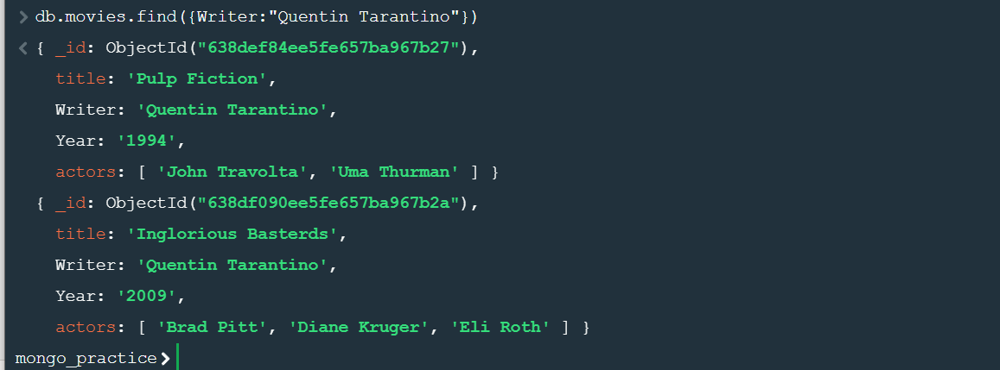 > db.movies.find({Writer:"Quentin Tarantino"})
< { _id: ObjectId("638def84ee5fe657ba967b27"),
title: 'Pulp Fiction',
Writer: 'Quentin Tarantino',
Year: '1994',
actors: [ 'John Travolta', 'Uma Thurman' ] }
{ _id: ObjectId("638df090ee5fe657ba967b2a"),
title: 'Inglorious Basterds',
Writer: 'Quentin Tarantino',
Year: '2009',
actors: [ 'Brad Pitt', 'Diane Kruger', 'Eli Roth' ] }
mongo_practice>